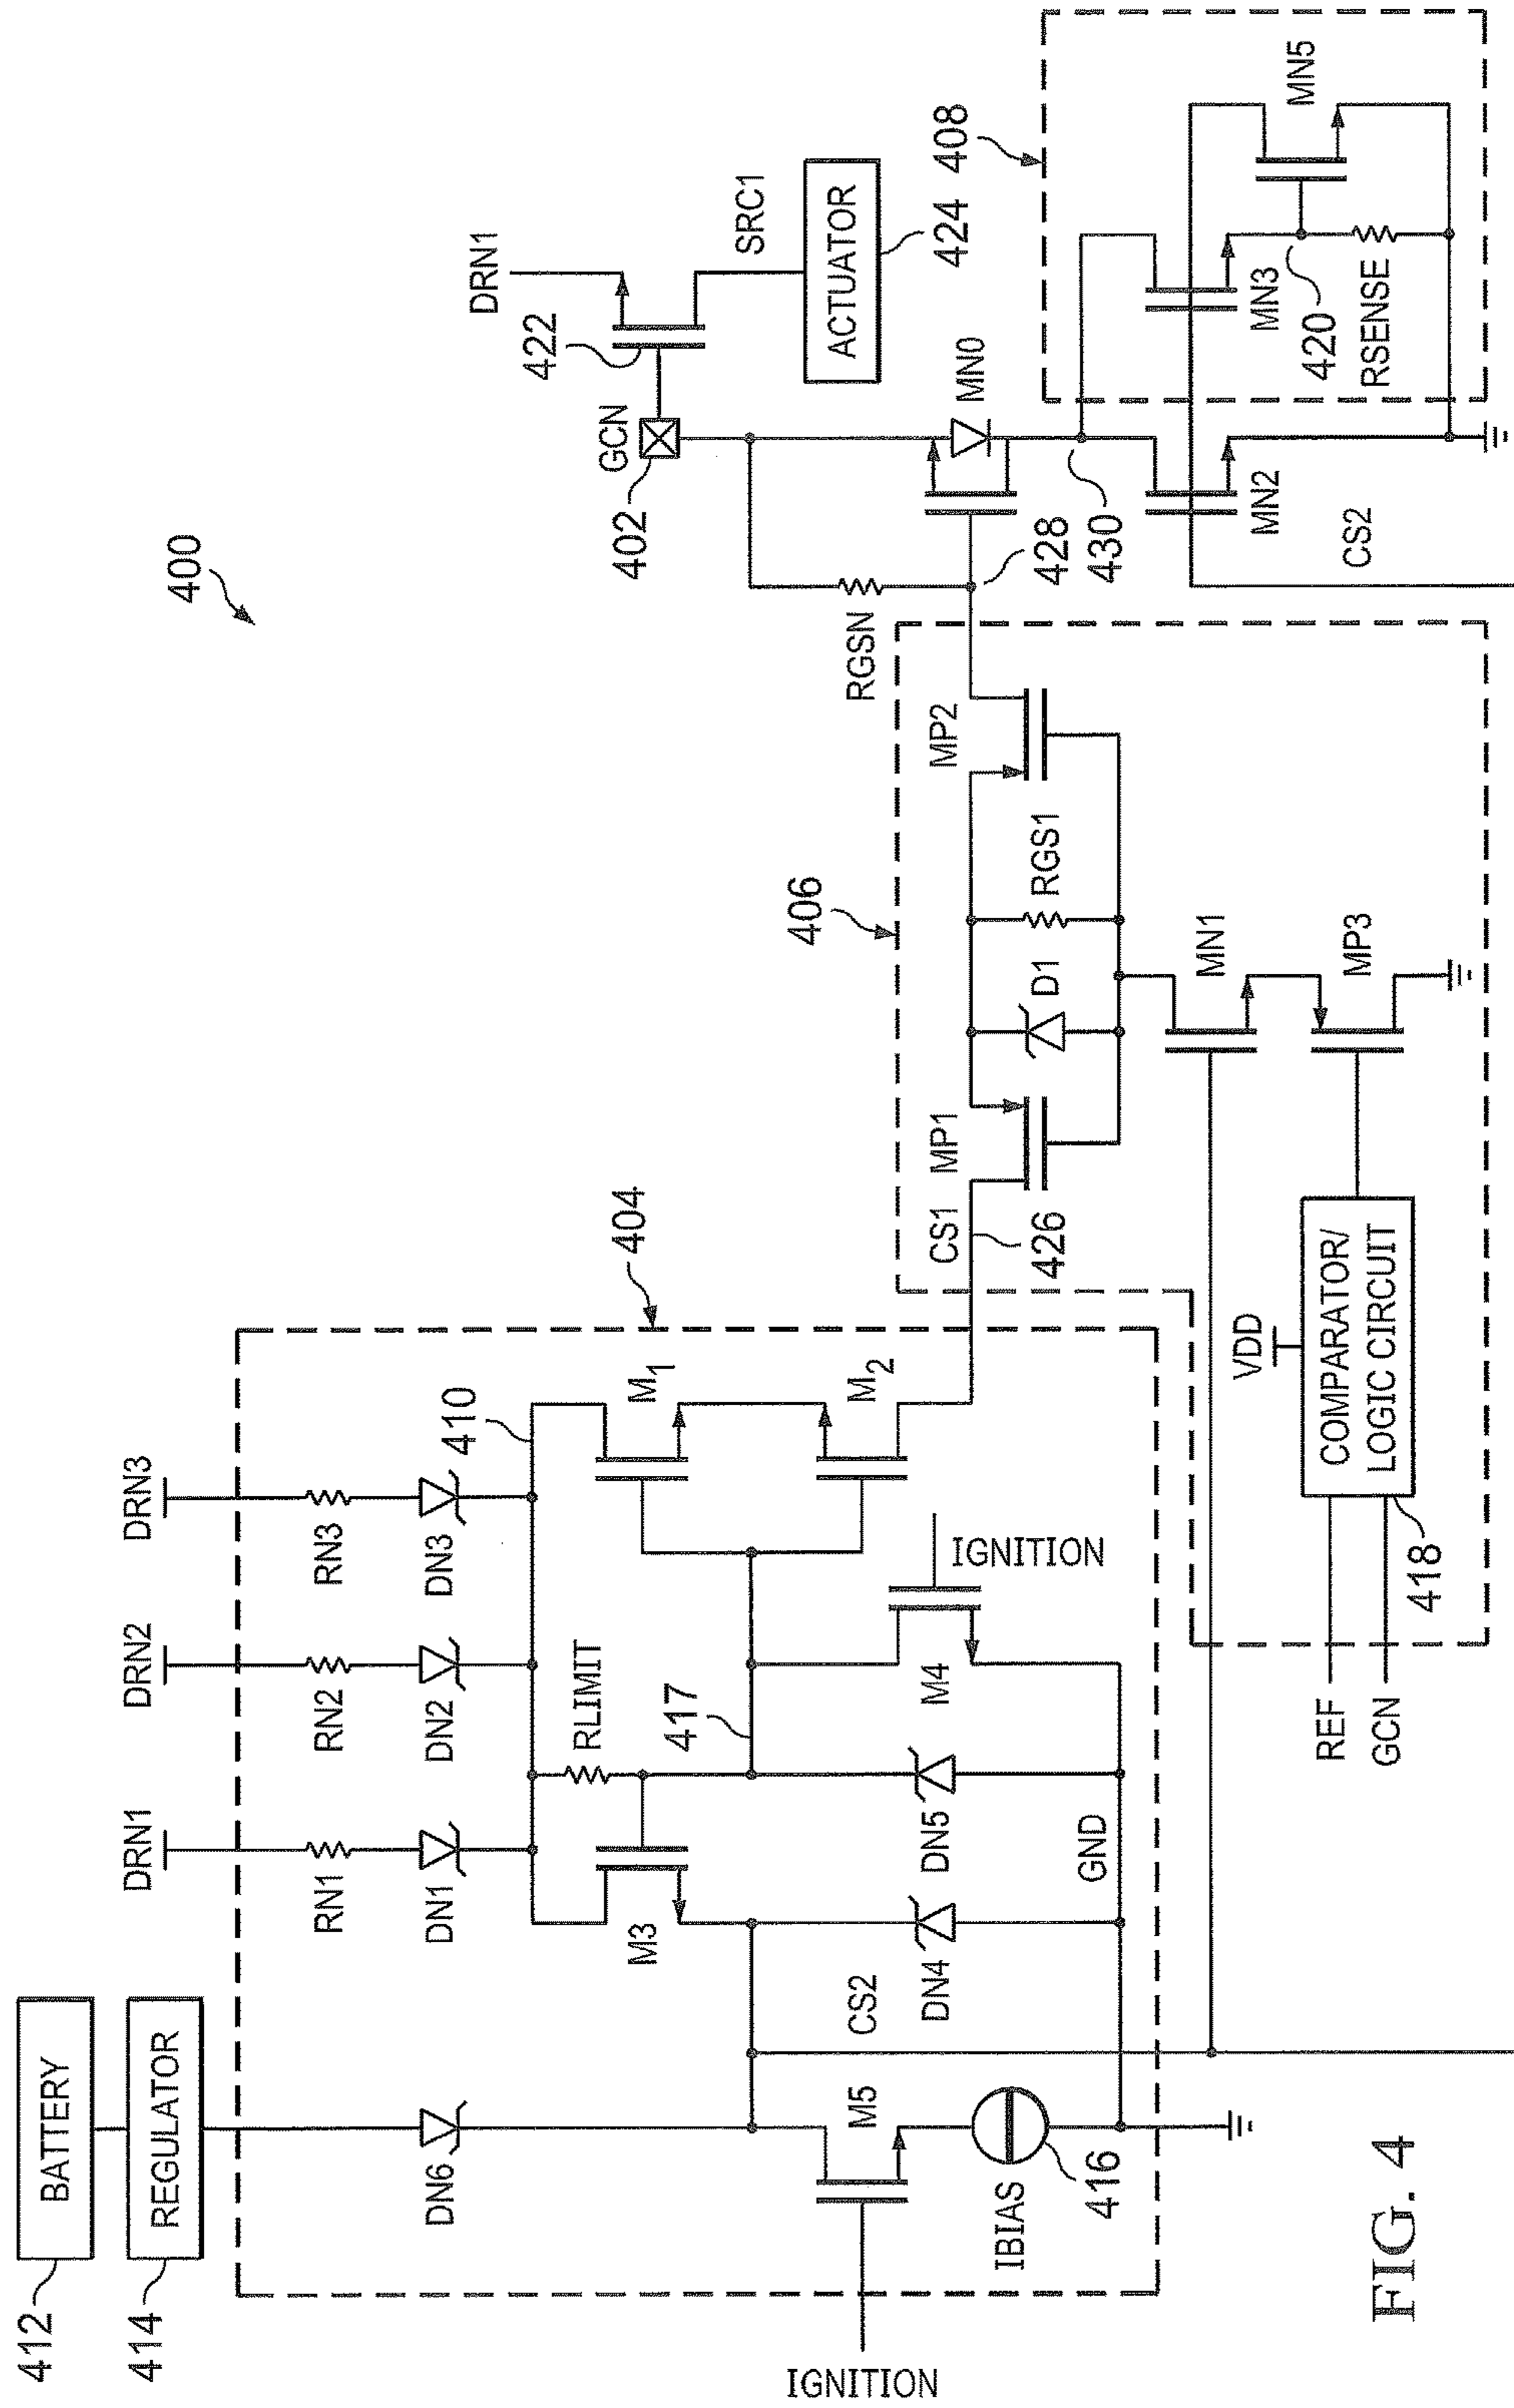 400
412
BATTERY
414
REGULATOR
DRN1
DRN2
DRN3
404
RN1
RN2
RN3
DN6
DN1
DN2
DN3
410
RLIMIT
M3
M1
M2
417
CS2
M5
IGNITION
IBIAS
416
DN4
DN5
GND
M4
IGNITION
406
CS1
426
MP1
D1
RGS1
MP2
MN1
MP3
VDD
COMPARATOR/
LOGIC CIRCUIT
418
REF
GCN
DRN1
422
GCN
402
SRC1
ACTUATOR
424
RGSN
428
MN0
430
408
MN2
CS2
MN3
420
RSENSE
MN5
FIG. 4